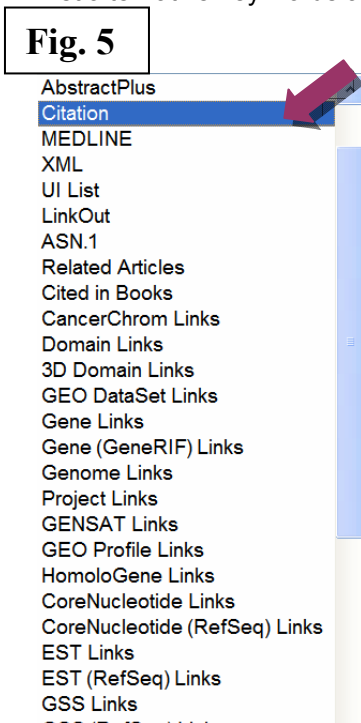 Fig. 5
AbstractPlus
Citation
MEDLINE
XML
UI List
LinkOut
ASN.1
Related Articles
Cited in Books
CancerChrom Links
Domain Links
3D Domain Links
GEO DataSet Links
Gene Links
Gene (GeneRIF) Links
Genome Links
Project Links
GENSAT Links
GEO Profile Links
HomoloGene Links
CoreNucleotide Links
CoreNucleotide (RefSeq) Links
EST Links
EST (RefSeq) Links
GSS Links